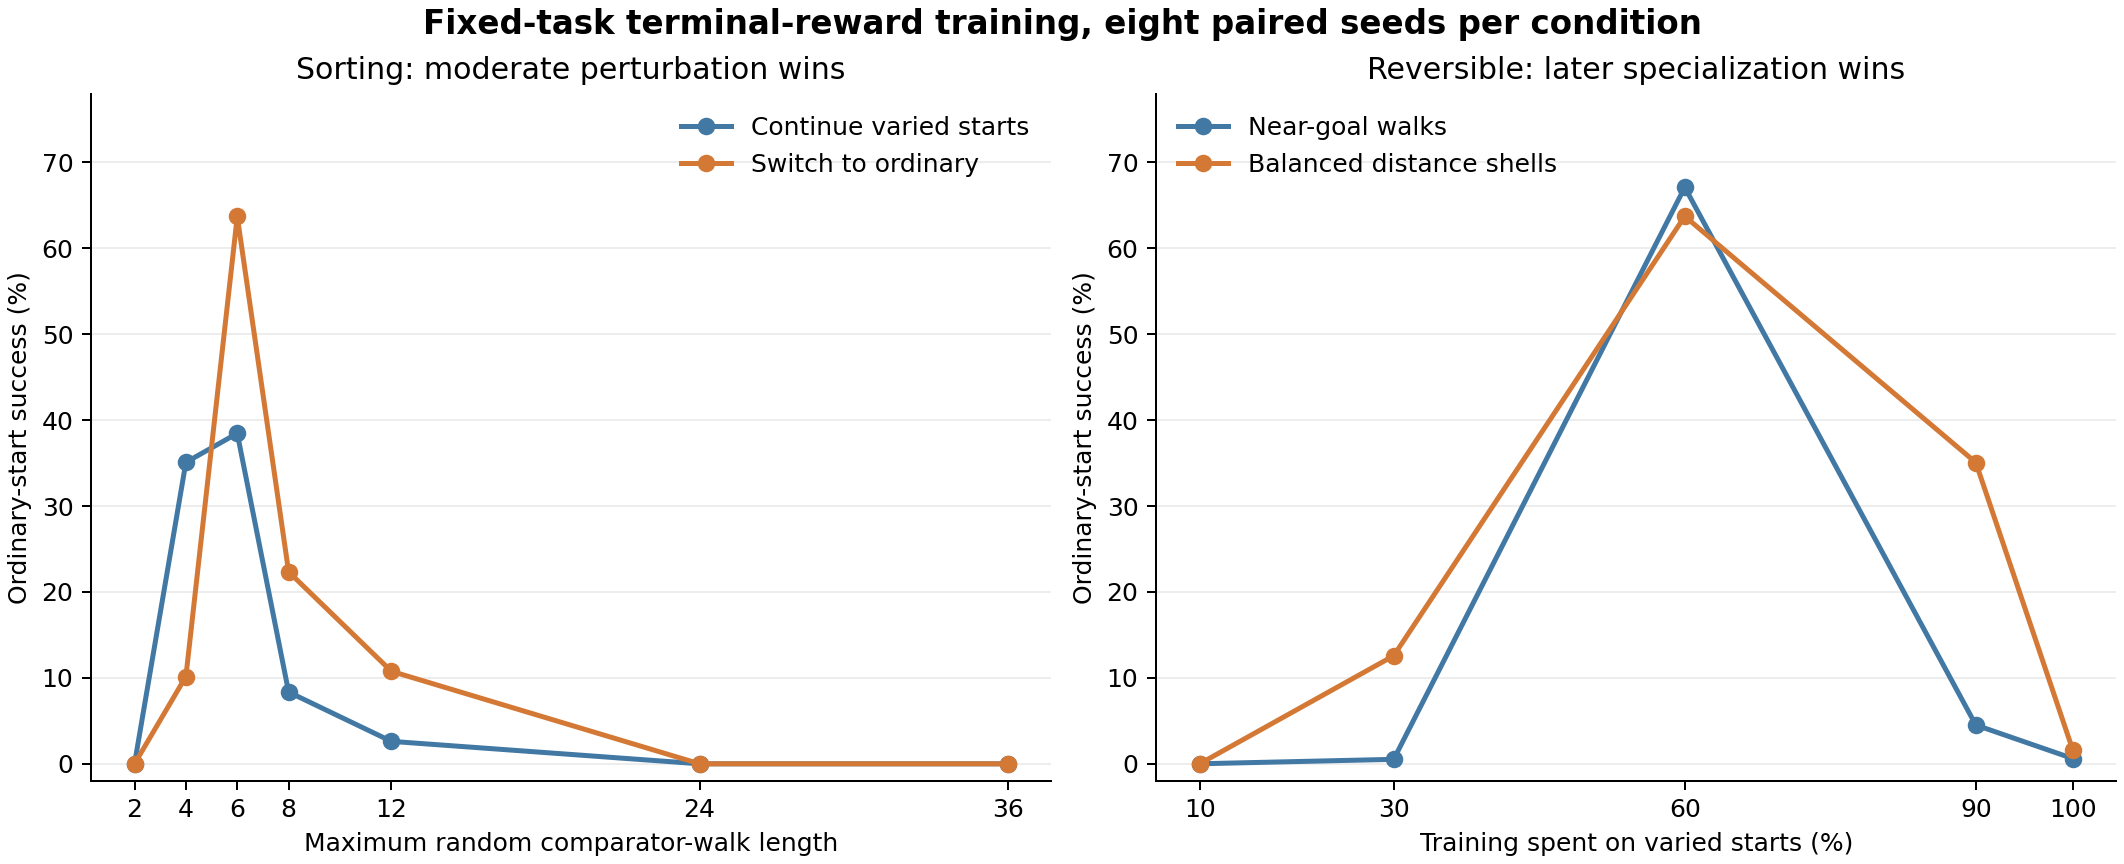 Fixed-task terminal-reward training, eight paired seeds per condition
Sorting: moderate perturbation wins
Continue varied starts
Switch to ordinary
Ordinary-start success (%)
70
60
50
40
30
20
10
0
2 4 6 8 12 24 36
Maximum random comparator-walk length
Reversible: later specialization wins
Near-goal walks
Balanced distance shells
Ordinary-start success (%)
70
60
50
40
30
20
10
0
10 30 60 90 100
Training spent on varied starts (%)